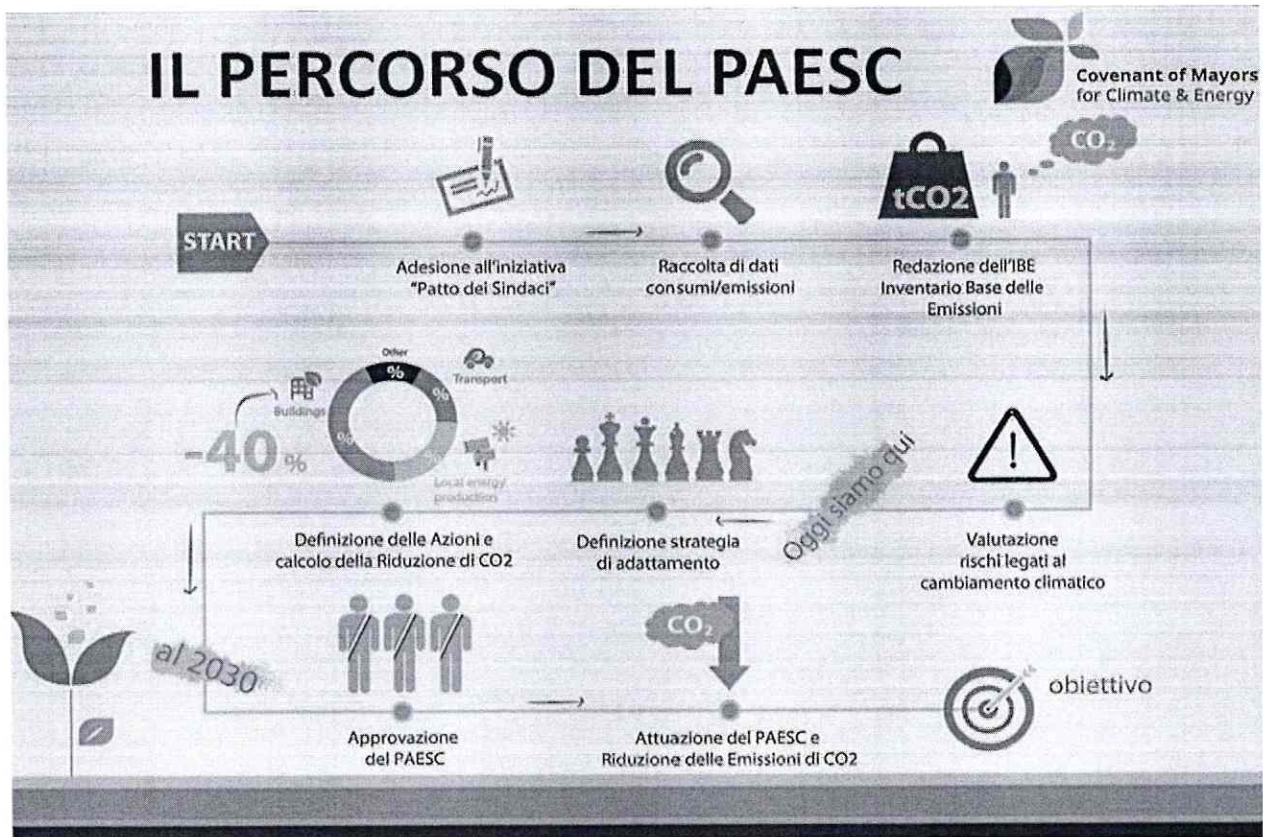 IL PERCORSO DEL PAESC
Covenant of Mayors
for Climate & Energy
START
Adesione all'iniziativa
"Patto dei Sindaci"
Raccolta di dati
consumi/emissioni
tCO2
CO₂
Redazione dell'IBE
Inventario Base delle
Emissioni
-40 %
Buildings
Other
%
Transport
%
%
%
Local energy
production
Definizione delle Azioni e
calcolo della Riduzione di CO2
Definizione strategia
di adattamento
Oggi siamo qui
Valutazione
rischi legati al
cambiamento climatico
al 2030
Approvazione
del PAESC
CO₂
Attuazione del PAESC e
Riduzione delle Emissioni di CO2
obiettivo